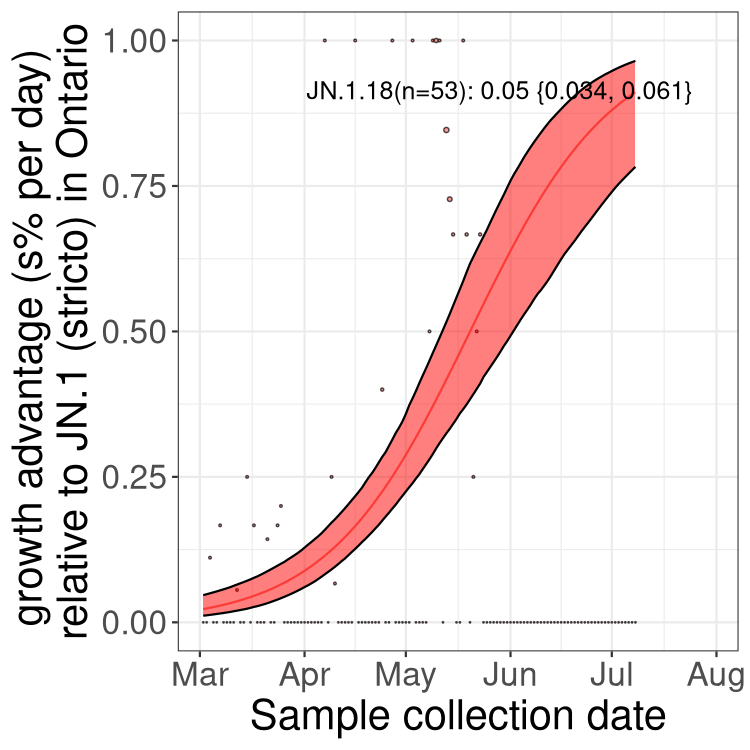 growth advantage (s% per day)
relative to JN.1 (stricto) in Ontario
1.00
0.75
0.50
0.25
0.00
JN.1.18(n=53): 0.05 {0.034, 0.061}
Mar Apr May Jun Jul Aug
Sample collection date